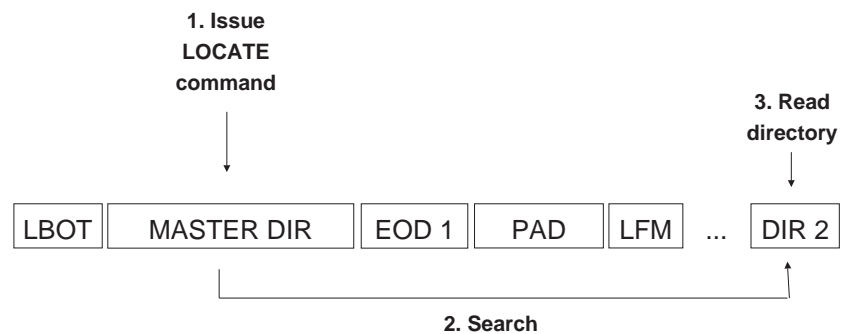 1. Issue
LOCATE
command
3. Read
directory
LBOT MASTER DIR EOD 1 PAD LFM ... DIR 2
2. Search